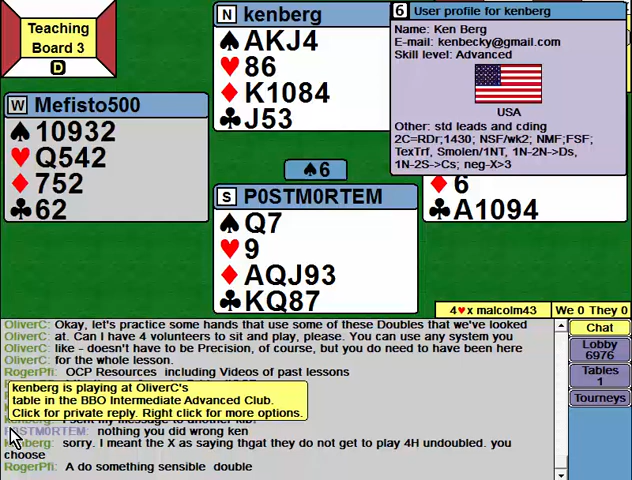 Teaching
Board 3
D
N kenberg
♠AKJ4
♥86
♦K1084
♣J53
6 User profile for kenberg
Name: Ken Berg
E-mail: kenbecky@gmail.com
Skill level: Advanced
USA
Other: std leads and cding
2C=RDr;1430; NSF/wk2; NMF;FSF;
TexTrf, Smolen/1NT, 1N-2N->Ds,
1N-2S->Cs; neg-X>3
W Mefisto500
♠10932
♥Q542
♦752
♣62
♠6
♦6
♣A1094
S P0STM0RTEM
♠Q7
♥9
♦AQJ93
♣KQ87
4♥x malcolm43
We 0 They 0
OliverC: Okay, let's practice some hands that use some of these Doubles that we've looked
OliverC: at. Can I have 4 volunteers to sit and play, please. You can use any system you
OliverC: like - doesn't have to be Precision, of course, but you do need to have been here
OliverC: for the whole lesson.
RogerPfi: OCP Resources including Videos of past lessons
kenberg is playing at OliverC's
table in the BBO Intermediate Advanced Club.
Click for private reply. Right click for more options.
P0STM0RTEM: nothing you did wrong ken
berg: sorry. I meant the X as saying thgat they do not get to play 4H undoubled. you
choose
RogerPfi: A do something sensible double
Chat
Lobby
6976
Tables
1
Tourneys